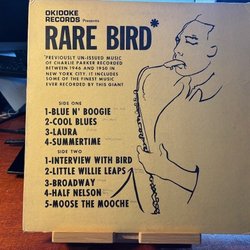 OKIDOKE
RECORDS Presents
RARE BIRD*
"PREVIOUSLY UN-ISSUED MUSIC
OF CHARLIE PARKER RECORDED
BETWEEN 1946 AND 1950 IN
NEW YORK CITY. IT INCLUDES
SOME OF THE FINEST MUSIC
EVER RECORDED BY THIS GIANT
SIDE ONE
1-BLUE N' BOOGIE
2-COOL BLUES
3-LAURA
4-SUMMERTIME
SIDE TWO
1-INTERVIEW WITH BIRD
2-LITTLE WILLIE LEAPS
3-BROADWAY
4-HALF NELSON
5-MOOSE THE MOOCHE